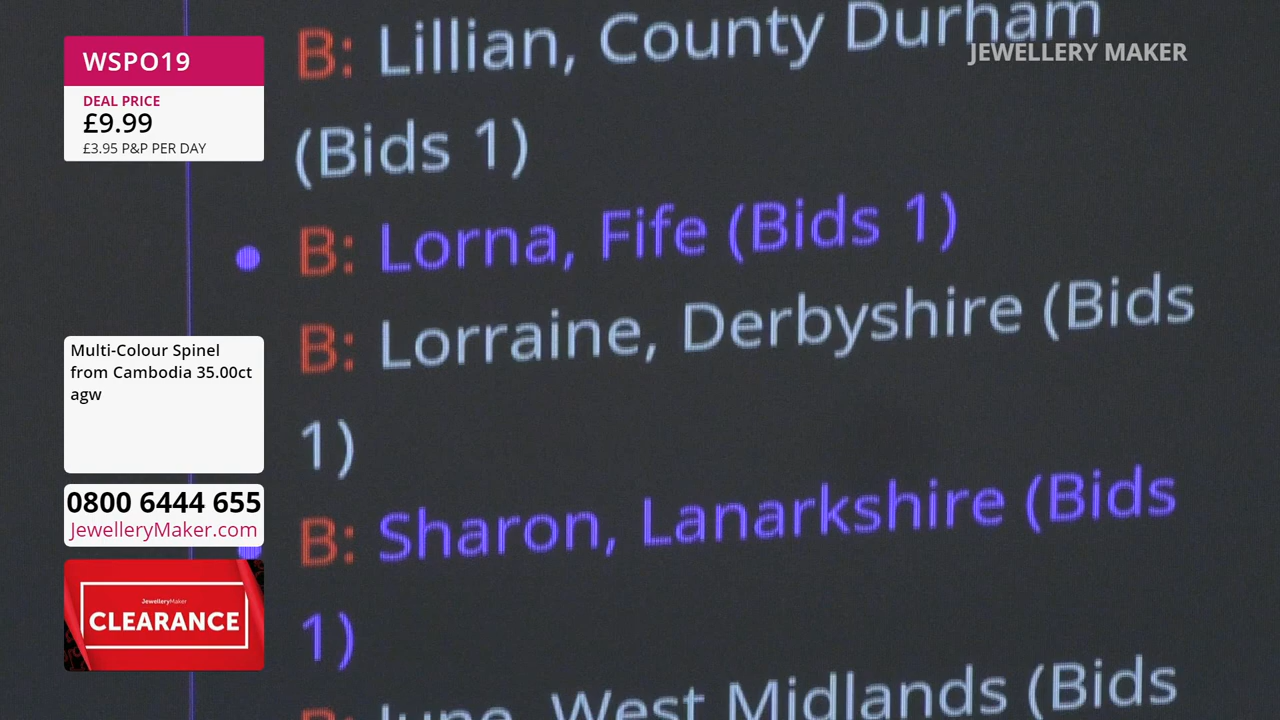 WSPO19
DEAL PRICE
£9.99
£3.95 P&P PER DAY
Multi-Colour Spinel
from Cambodia 35.00ct
agw
0800 6444 655
JewelleryMaker.com
JewelleryMaker
CLEARANCE
JEWELLERY MAKER
B: Lillian, County Durham
(Bids 1)
B: Lorna, Fife (Bids 1)
B: Lorraine, Derbyshire (Bids
1)
B: Sharon, Lanarkshire (Bids
1)
B: June, West Midlands (Bids